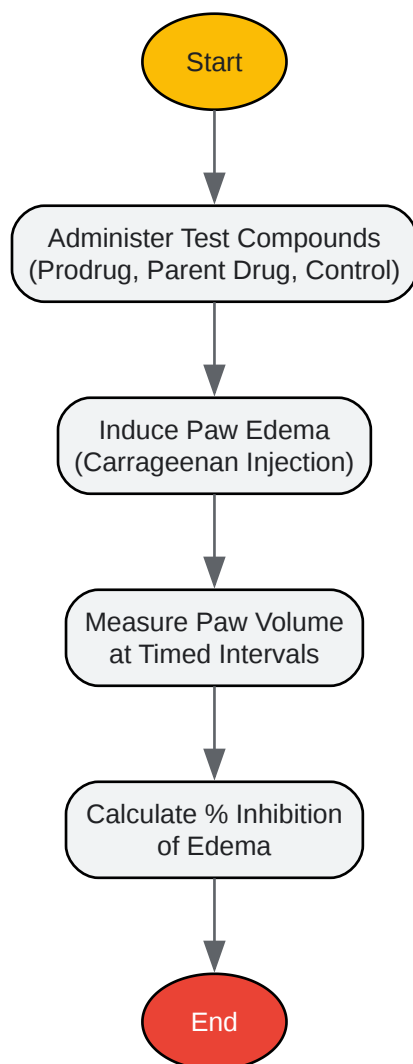 Start
Administer Test Compounds
(Prodrug, Parent Drug, Control)
Induce Paw Edema
(Carrageenan Injection)
Measure Paw Volume
at Timed Intervals
Calculate % Inhibition
of Edema
End